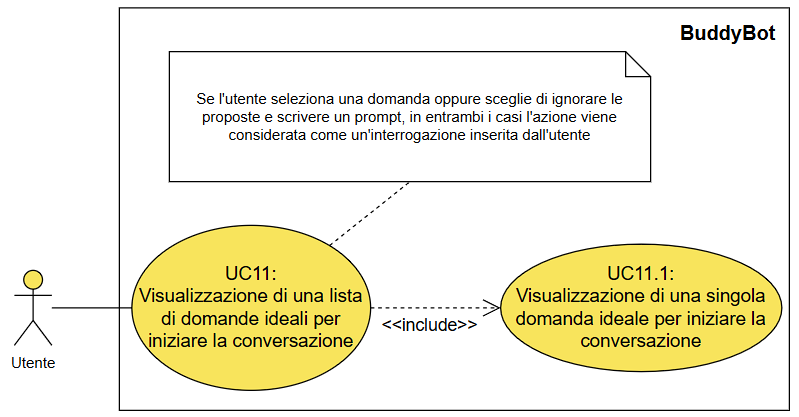 BuddyBot
Se l'utente seleziona una domanda oppure sceglie di ignorare le
proposte e scrivere un prompt, in entrambi i casi l'azione viene
considerata come un'interrogazione inserita dall'utente
UC11:
Visualizzazione di una lista
di domande ideali per
iniziare la conversazione
<<include>>
UC11.1:
Visualizzazione di una singola
domanda ideale per iniziare la
conversazione
Utente